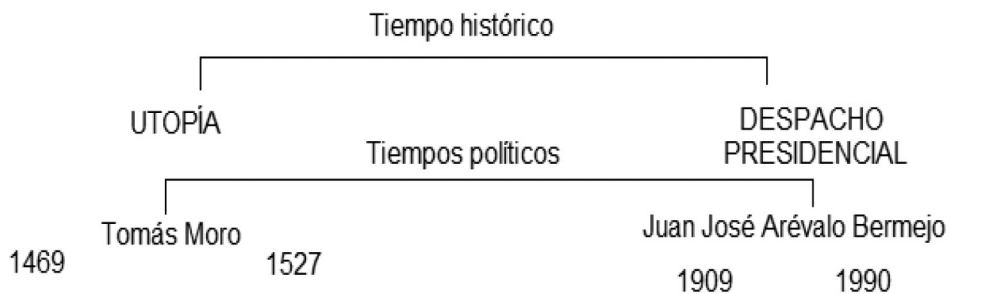 Tiempo histórico
UTOPÍA
DESPACHO
PRESIDENCIAL
Tiempos políticos
Tomás Moro
Juan José Arévalo Bermejo
1469
1527
1909
1990